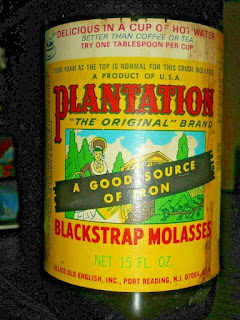 DELICIOUS IN A CUP OF HOT WATER
BETTER THAN COFFEE OR TEA
TRY ONE TABLESPOON PER CUP
FOAM AT THE TOP IS NORMAL FOR THIS CRUDE MOLASSES
A PRODUCT OF U.S.A.
PLANTATION
"THE ORIGINAL" BRAND
A GOOD SOURCE
OF IRON
BLACKSTRAP MOLASSES
NET 15 FL. OZ.
ALLIED OLD ENGLISH, INC., PORT READING, N.J. 07064